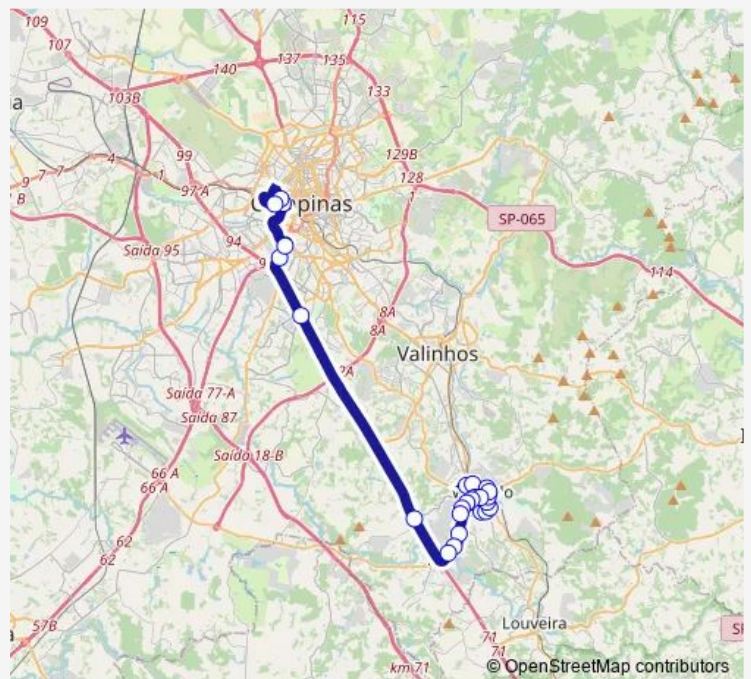 109
115
107
137
135
140
133
103B
a
99
129B
4
7
7
1
9
97 A
128
B
1
Campinas
SP-065
94
Saída 95
9
114
8A
8A
Valinhos
Saída 77-A
Saída 87
Saída 18-B
66 A
66 A
62
62
Louveira
57B
71
71
km 71
© OpenStreetMap contributors